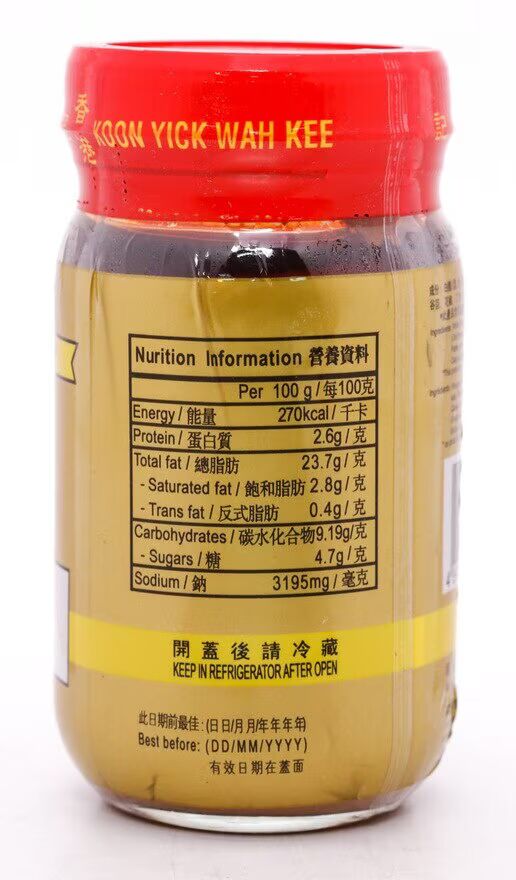 香港
KOON YICK WAH KEE
記
Nurition Information 營養資料
Per 100 g / 每100克
Energy / 能量 270kcal / 千卡
Protein / 蛋白質 2.6g / 克
Total fat / 總脂肪 23.7g / 克
- Saturated fat / 飽和脂肪 2.8g / 克
- Trans fat / 反式脂肪 0.4g / 克
Carbohydrates / 碳水化合物 9.19g/克
- Sugars / 糖 4.7g / 克
Sodium / 鈉 3195mg / 毫克
開蓋後請冷藏
KEEP IN REFRIGERATOR AFTER OPEN
此日期前最佳: (日日/月月/年年年年)
Best before: (DD/MM/YYYY)
有效日期在蓋面